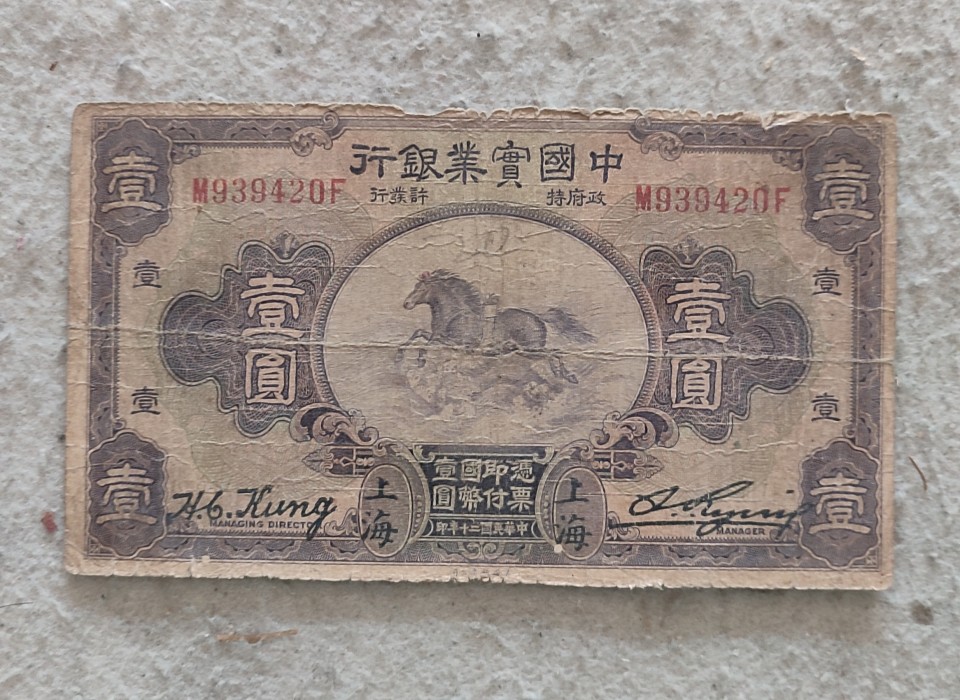 壹
中國實業銀行
壹
M939420F
政府特許發行
M939420F
壹
壹
壹圓
壹圓
壹
壹
憑票即付國幣壹圓
壹
壹
上海
上海
H.C. Kung
MANAGING DIRECTOR
MANAGER
中華民國二十年印